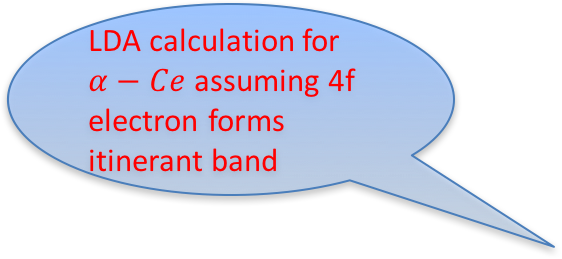 LDA calculation for
α − Ce assuming 4f
electron forms
itinerant band